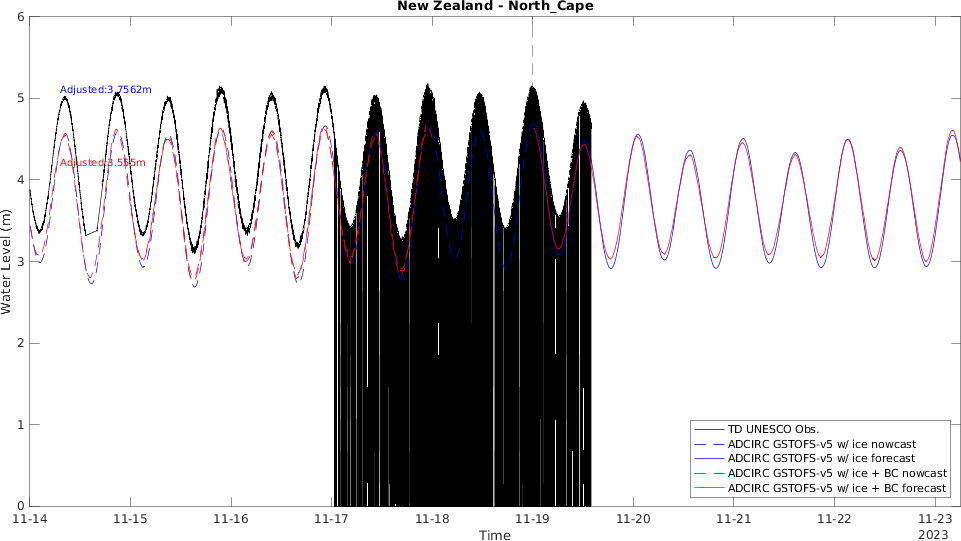 New Zealand - North_Cape
Water Level (m)
6
5
4
3
2
1
0
Adjusted:3.7562m
Adjusted:3.555m
TD UNESCO Obs.
ADCIRC GSTOFS-v5 w/ ice nowcast
ADCIRC GSTOFS-v5 w/ ice forecast
ADCIRC GSTOFS-v5 w/ ice + BC nowcast
ADCIRC GSTOFS-v5 w/ ice + BC forecast
11-14 11-15 11-16 11-17 11-18 11-19 11-20 11-21 11-22 11-23
Time
2023